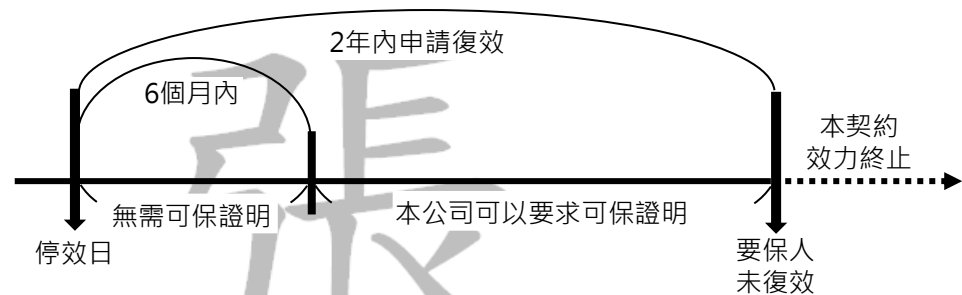 2年內申請復效
6個月內
本契約
效力終止
無需可保證明
本公司可以要求可保證明
停效日
要保人
未復效
張